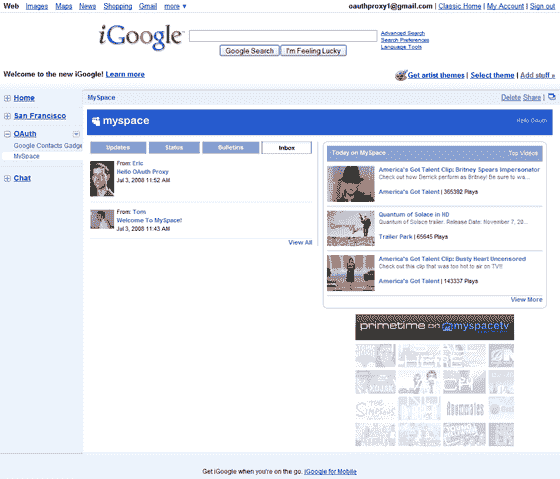 Web Images Maps News Shopping Gmail more ▼
oauthproxy1@gmail.com | Classic Home | My Account | Sign out
iGoogle
Advanced Search
Search Preferences
Language Tools
Google Search I'm Feeling Lucky
Welcome to the new iGoogle! Learn more
Get artist themes | Select theme | Add stuff »
Home
San Francisco
OAuth
Google Contacts Gadge
MySpace
Chat
MySpace
Delete Share |
myspace
Hello OAuth
Updates Status Bulletins Inbox
From: Eric
Hello OAuth Proxy
Jul 3, 2008 11:52 AM
From: Tom
Welcome To MySpace!
Jul 3, 2008 11:43 AM
View All
Today on MySpace Top Videos
America's Got Talent Clip: Britney Spears Impersonator
Check out how Derrick perform as Britney! Be sure to wa...
America's Got Talent | 365392 Plays
Quantum of Solace in HD
Quantum of Solace trailer. Release Date: November 7, 20...
Trailer Park | 65645 Plays
America's Got Talent Clip: Busty Heart Uncensored
Check out this clip that was too hot to air on TV!!!
America's Got Talent | 143337 Plays
View More
primetime on myspacetv
KOJAK
THE SIMPSONS
roommates
Get iGoogle when you're on the go. iGoogle for Mobile